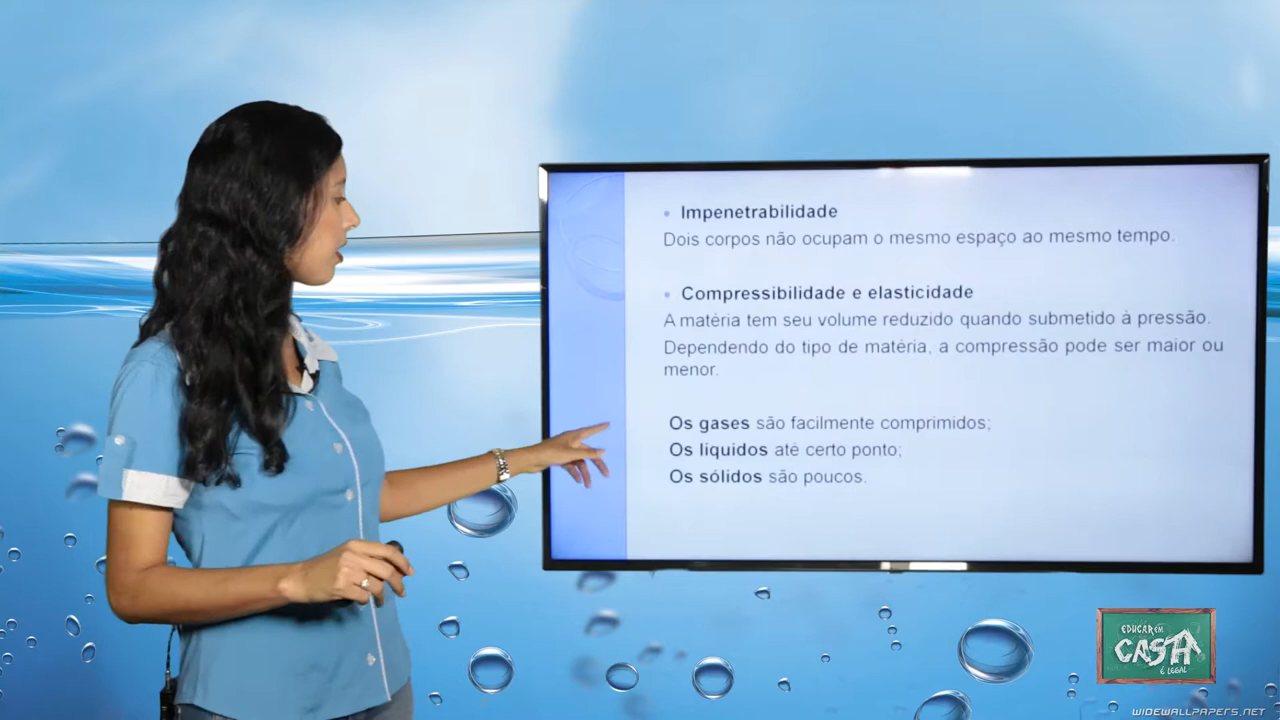 Impenetrabilidade
Dois corpos não ocupam o mesmo espaço ao mesmo tempo.
Compressibilidade e elasticidade
A matéria tem seu volume reduzido quando submetido à pressão.
Dependendo do tipo de matéria, a compressão pode ser maior ou
menor.
Os gases são facilmente comprimidos;
Os líquidos até certo ponto;
Os sólidos são poucos.
EDUCAR EM
CASA
É LEGAL
WIDEWALLPAPERS.NET